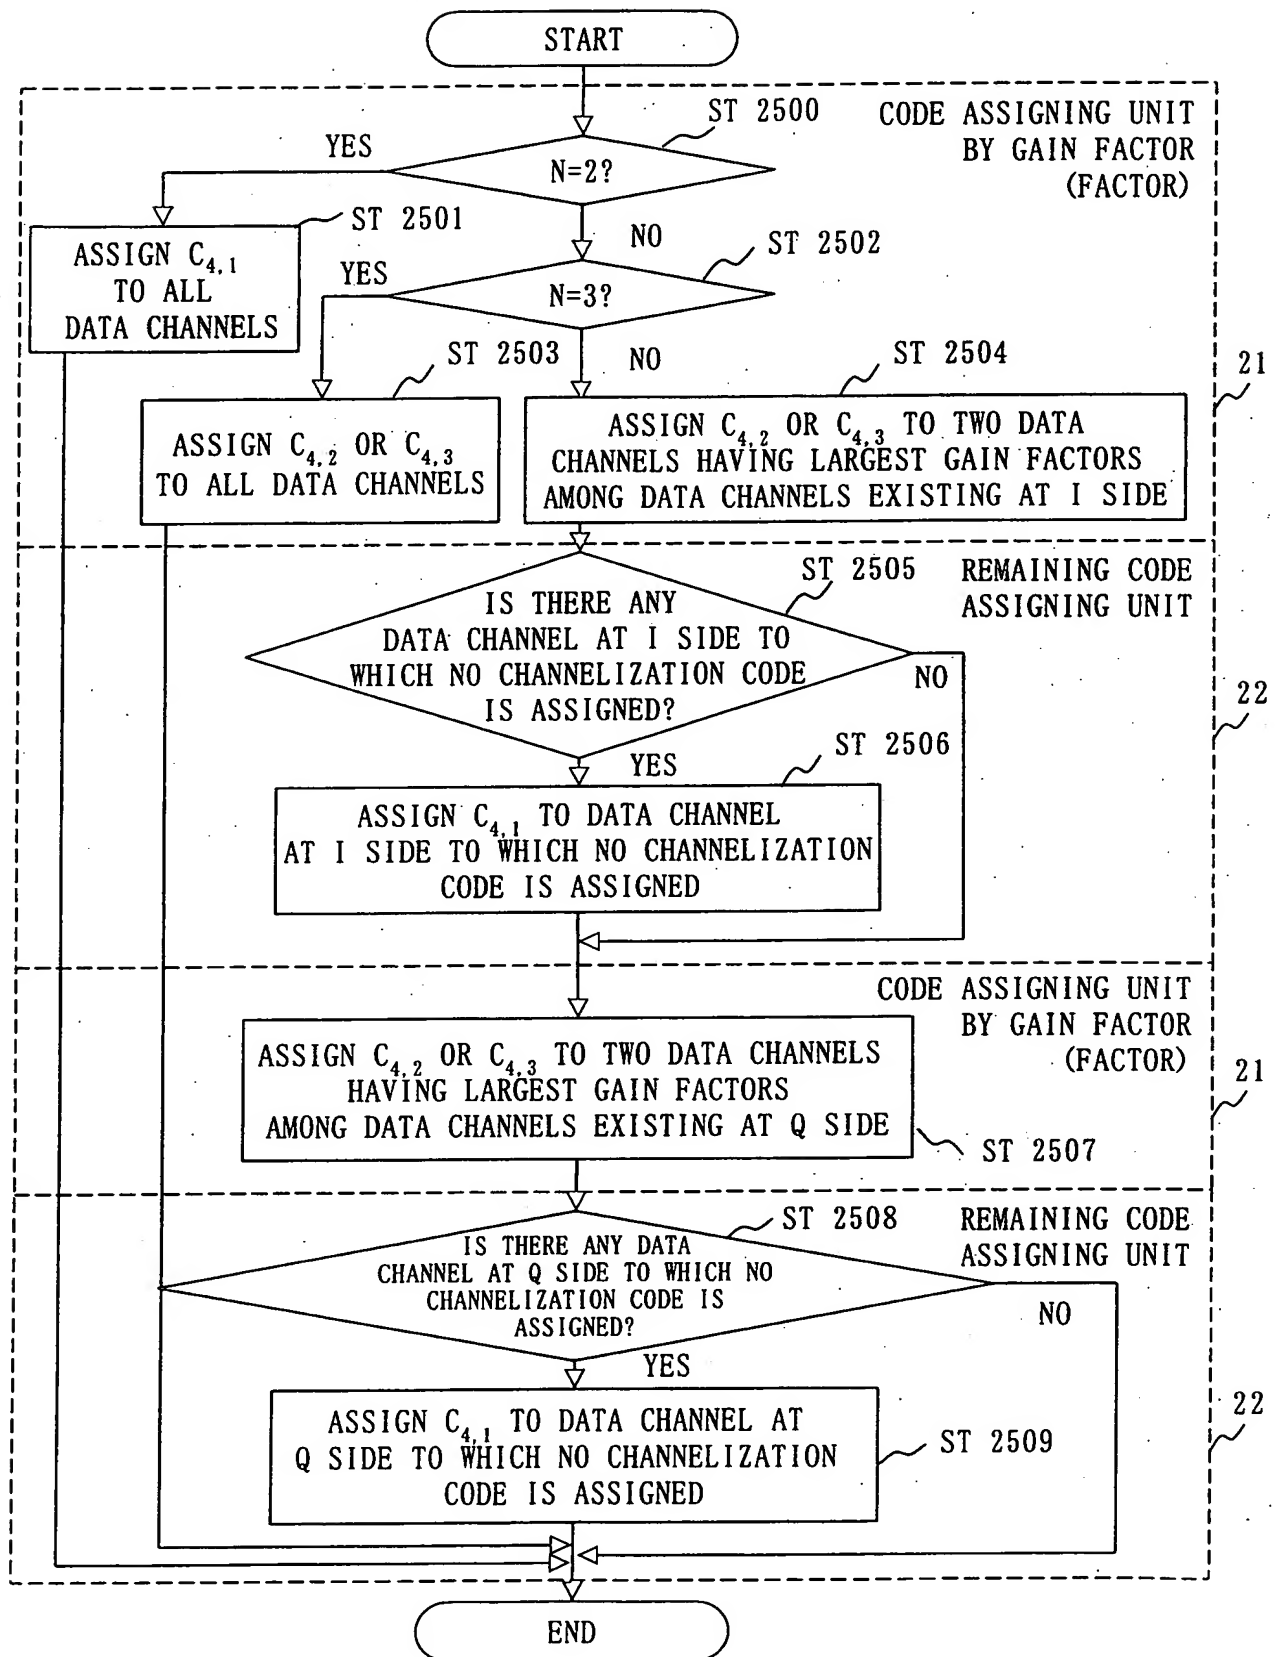 START
ST 2500
CODE ASSIGNING UNIT
BY GAIN FACTOR
(FACTOR)
YES
N=2?
ST 2501
NO
ST 2502
ASSIGN C4,1
TO ALL
DATA CHANNELS
YES
N=3?
ST 2503
NO
ST 2504
21
ASSIGN C4,2 OR C4,3
TO ALL DATA CHANNELS
ASSIGN C4,2 OR C4,3 TO TWO DATA
CHANNELS HAVING LARGEST GAIN FACTORS
AMONG DATA CHANNELS EXISTING AT I SIDE
ST 2505
REMAINING CODE
ASSIGNING UNIT
IS THERE ANY
DATA CHANNEL AT I SIDE TO
WHICH NO CHANNELIZATION CODE
IS ASSIGNED?
NO
22
YES
ST 2506
ASSIGN C4,1 TO DATA CHANNEL
AT I SIDE TO WHICH NO CHANNELIZATION
CODE IS ASSIGNED
CODE ASSIGNING UNIT
BY GAIN FACTOR
(FACTOR)
ASSIGN C4,2 OR C4,3 TO TWO DATA CHANNELS
HAVING LARGEST GAIN FACTORS
AMONG DATA CHANNELS EXISTING AT Q SIDE
21
ST 2507
ST 2508
REMAINING CODE
ASSIGNING UNIT
IS THERE ANY DATA
CHANNEL AT Q SIDE TO WHICH NO
CHANNELIZATION CODE IS
ASSIGNED?
NO
YES
22
ASSIGN C4,1 TO DATA CHANNEL AT
Q SIDE TO WHICH NO CHANNELIZATION
CODE IS ASSIGNED
ST 2509
END